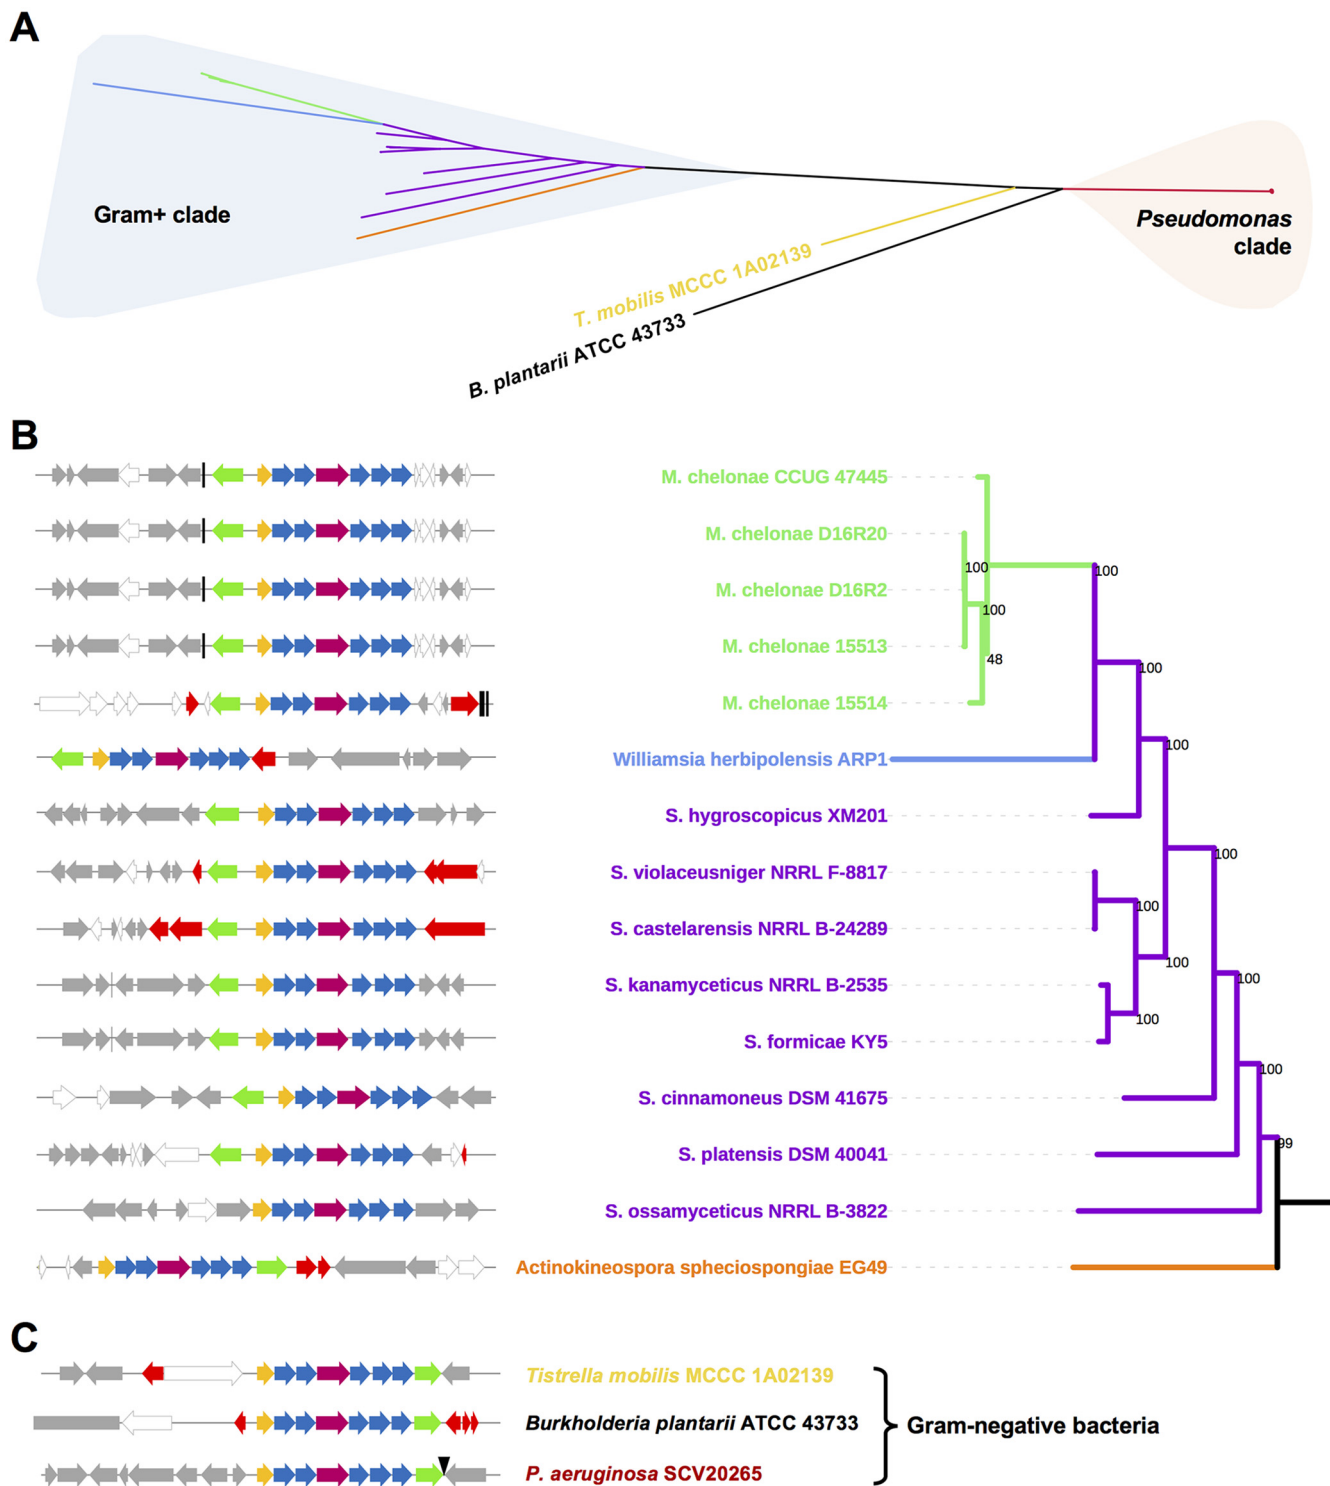 A
Gram+ clade
Pseudomonas
clade
T. mobilis MCCC 1A02139
B. plantarii ATCC 43733
B
M. chelonae CCUG 47445
M. chelonae D16R20
100
100
M. chelonae D16R2
100
M. chelonae 15513
48
100
M. chelonae 15514
100
Williamsia herbipolensis ARP1
S. hygroscopicus XM201
100
S. violaceusniger NRRL F-8817
100
S. castelarensis NRRL B-24289
100
100
S. kanamyceticus NRRL B-2535
100
S. formicae KY5
100
S. cinnamoneus DSM 41675
99
S. platensis DSM 40041
S. ossamyceticus NRRL B-3822
Actinokineospora spheciospongiae EG49
C
Tistrella mobilis MCCC 1A02139
Burkholderia plantarii ATCC 43733
Gram-negative bacteria
P. aeruginosa SCV20265